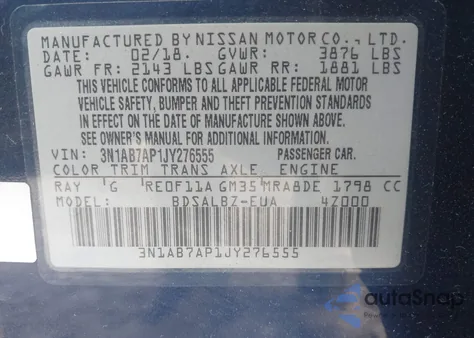 MANUFACTURED BY NISSAN MOTOR CO., LTD.
DATE: 02/18. GVWR: 3876 LBS
GAWR FR: 2143 LBS GAWR RR: 1881 LBS
THIS VEHICLE CONFORMS TO ALL APPLICABLE FEDERAL MOTOR
VEHICLE SAFETY, BUMPER AND THEFT PREVENTION STANDARDS
IN EFFECT ON THE DATE OF MANUFACTURE SHOWN ABOVE.
SEE OWNER'S MANUAL FOR ADDITIONAL INFORMATION.
VIN: 3N1AB7AP1JY276555 PASSENGER CAR.
COLOR TRIM TRANS AXLE ENGINE
RAY G RE0F11A GM35 MRA8DE 1798 CC
MODEL: BDSALBZ-EUA 4Z000
3N1AB7AP1JY276555
autoSnap